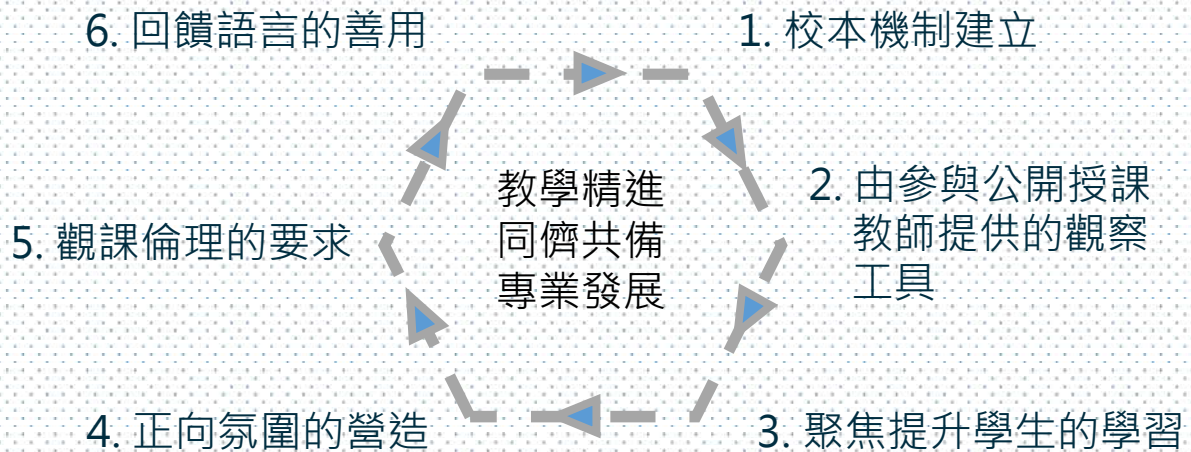 6. 回饋語言的善用
1. 校本機制建立
2. 由參與公開授課
教師提供的觀察
工具
教學精進
同儕共備
專業發展
5. 觀課倫理的要求
4. 正向氛圍的營造
3. 聚焦提升學生的學習